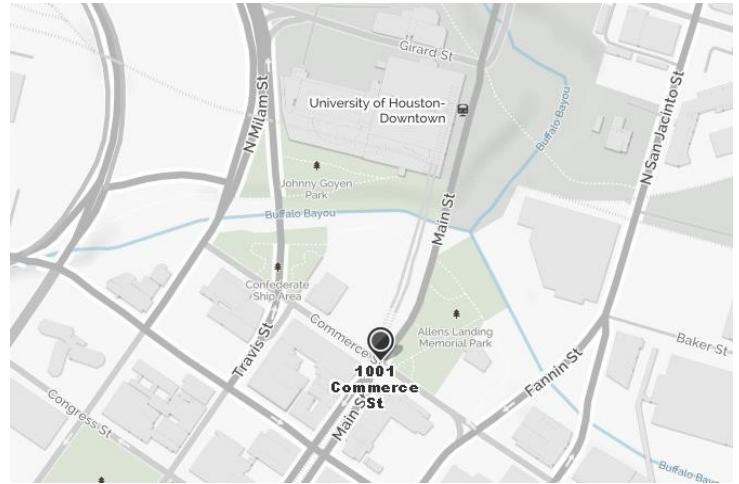 Girard St
N Milam St
University of Houston-
Downtown
N San Jacinto St
Buffalo Bayou
Johnny Goyen
Park
Buffalo Bayou
Main St
Confederate
Ship Area
Commerce St
Allens Landing
Memorial Park
Travis St
Baker St
1001
Commerce
St
Fannin St
Main St
Congress St
Buffalo Bayou